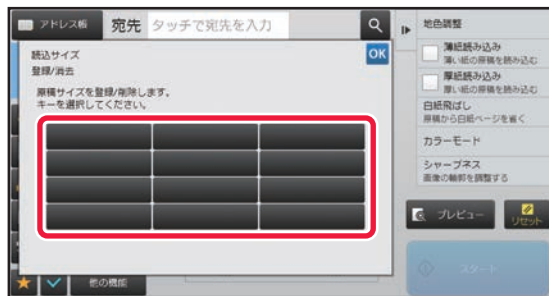 アドレス帳
宛先
タッチで宛先を入力
読込サイズ
登録/消去
OK
原稿サイズを登録/削除します。
キーを選択してください。
他の機能
地色調整
薄紙読み込み
薄い紙の原稿を読み込む
厚紙読み込み
厚い紙の原稿を読み込む
白紙飛ばし
原稿から白紙ページを省く
カラーモード
シャープネス
画像の輪郭を調整する
プレビュー
リセット
スタート